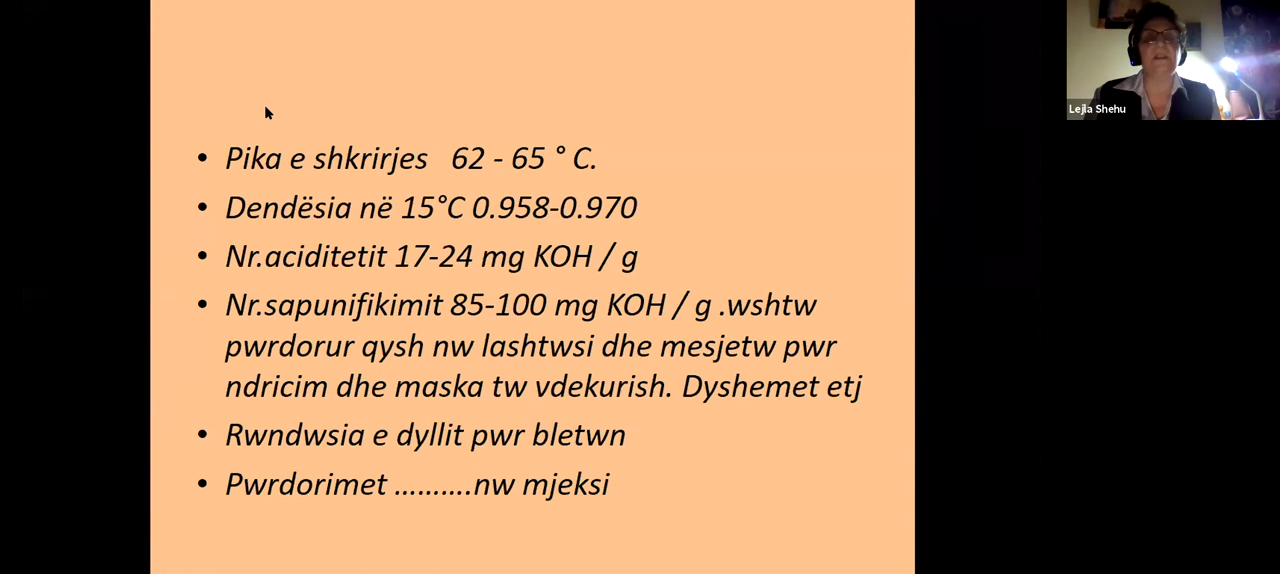 • Pika e shkrirjes 62 - 65 ° C.
• Dendësia në 15°C 0.958-0.970
• Nr.aciditetit 17-24 mg KOH / g
• Nr.sapunifikimit 85-100 mg KOH / g .wshtw
pwrdorur qysh nw lashtwsi dhe mesjetw pwr
ndricim dhe maska tw vdekurish. Dyshemet etj
• Rwndwsia e dyllit pwr bletwn
• Pwrdorimet ……….nw mjeksi
Lejla Shehu